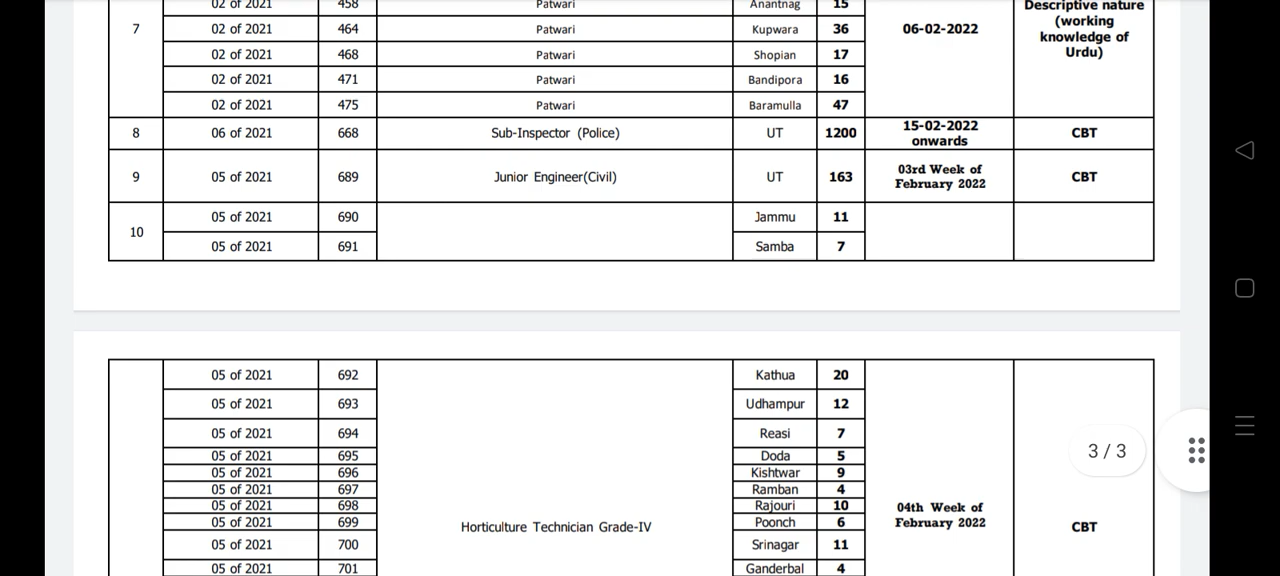 02 of 2021 458 Patwari Anantnag 15 Descriptive nature
7 02 of 2021 464 Patwari Kupwara 36 06-02-2022 (working
knowledge of
02 of 2021 468 Patwari Shopian 17 Urdu)
02 of 2021 471 Patwari Bandipora 16
02 of 2021 475 Patwari Baramulla 47
8 06 of 2021 668 Sub-Inspector (Police) UT 1200 15-02-2022 CBT
onwards
9 05 of 2021 689 Junior Engineer(Civil) UT 163 03rd Week of CBT
February 2022
10 05 of 2021 690 Jammu 11
05 of 2021 691 Samba 7
05 of 2021 692 Kathua 20
05 of 2021 693 Udhampur 12
05 of 2021 694 Reasi 7
3 / 3
05 of 2021 695 Doda 5
05 of 2021 696 Kishtwar 9
05 of 2021 697 Ramban 4
05 of 2021 698 Rajouri 10 04th Week of
05 of 2021 699 Horticulture Technician Grade-IV Poonch 6 February 2022 CBT
05 of 2021 700 Srinagar 11
05 of 2021 701 Ganderbal 4